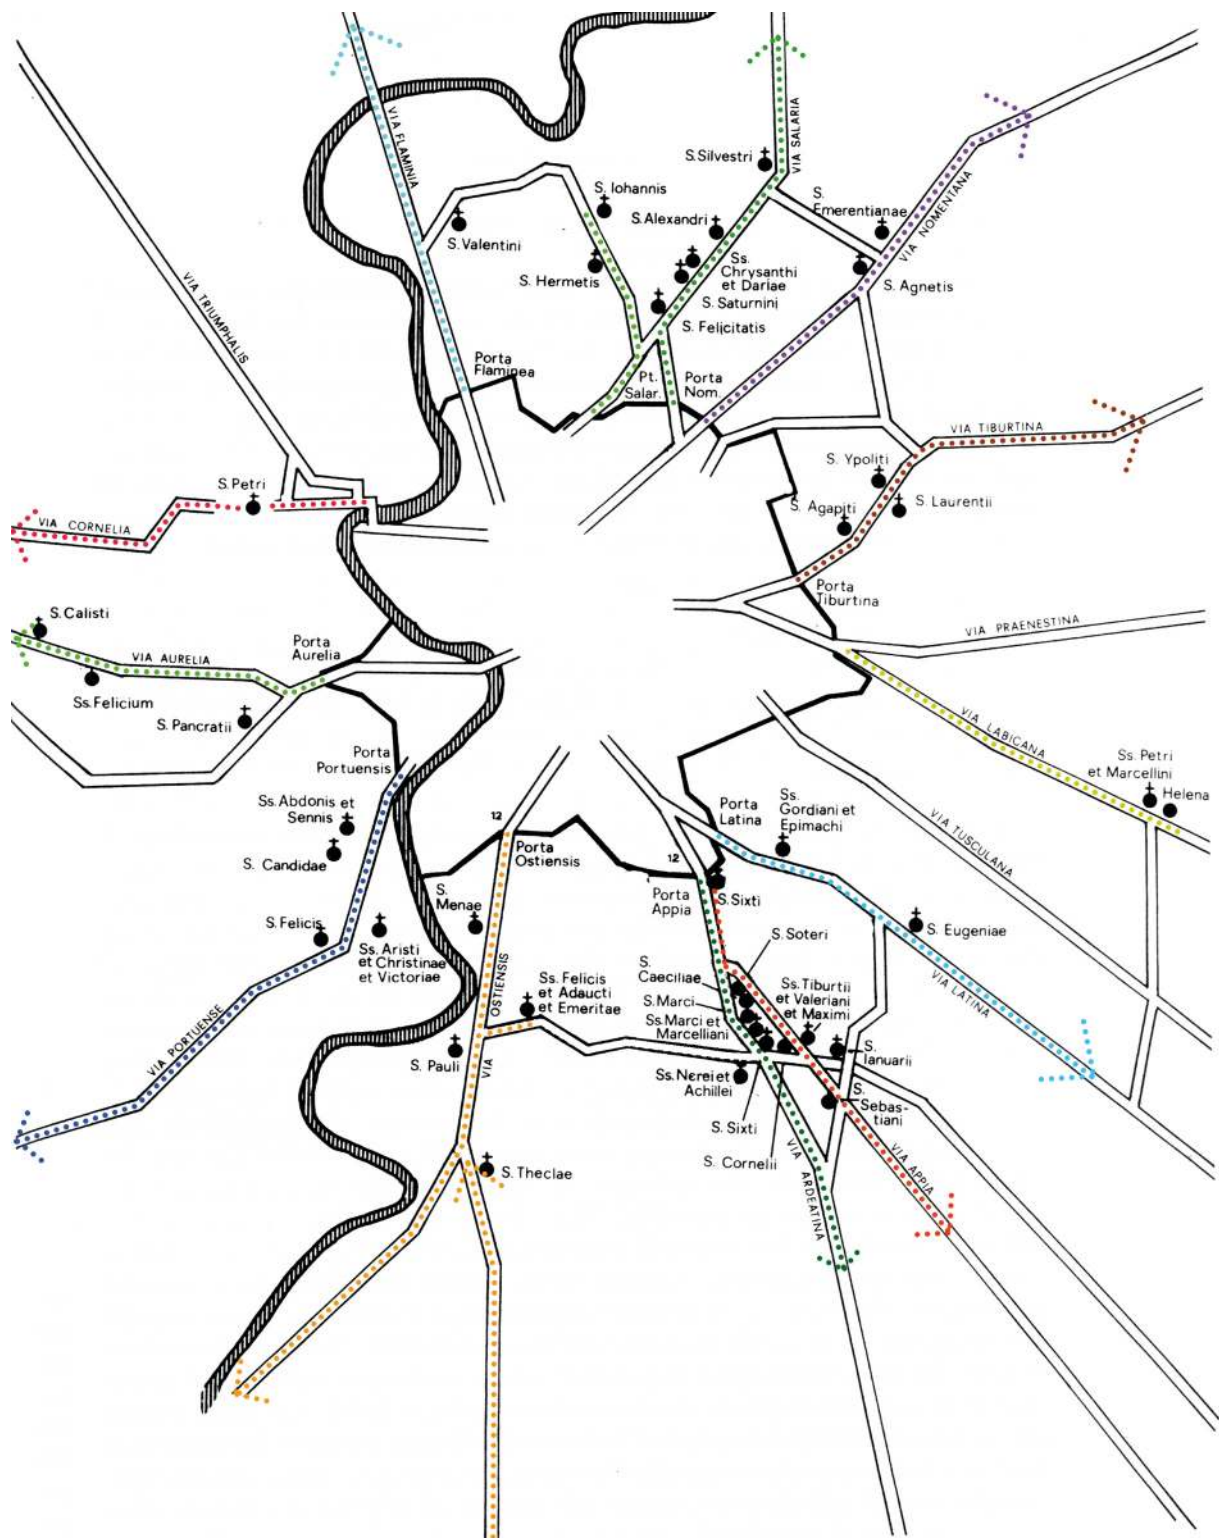 VIA FLAMINIA
S. Valentini
S. Iohannis
S. Hermetis
S. Silvestri
VIA SALARIA
S. Alexandri
Ss.
Chrysanthi
et Dariae
S. Saturnini
S. Felicitatis
S.
Emerentianae
VIA NOMENTANA
S. Agnetis
VIA TRIUMPHALIS
Porta
Flaminea
Pt.
Salar.
Porta
Nom.
VIA TIBURTINA
S. Ypoliti
S. Agapiti
S. Laurentii
Porta
Tiburtina
S. Petri
VIA CORNELIA
S. Calisti
VIA AURELIA
Porta
Aurelia
Ss. Felicium
S. Pancratii
VIA PRAENESTINA
VIA LABICANA
Ss. Petri
et Marcellini
Helena
VIA TUSCULANA
Porta
Portuensis
Ss. Abdonis et
Sennis
S. Candidae
S. Felicis
Ss. Aristi
et Christinae
et Victoriae
VIA PORTUENSE
12
Porta
Ostiensis
S.
Menae
VIA OSTIENSIS
Ss. Felicis
et Adaucti
et Emeritae
S. Pauli
S. Theclae
Porta
Latina
Ss.
Gordiani et
Epimachi
12
Porta
Appia
S. Sixti
S. Eugeniae
VIA LATINA
S. Soteri
S.
Caeciliae
S. Marci
Ss. Marci et
Marcelliani
Ss. Tiburtii
et Valeriani
et Maximi
S.
Ianuarii
Ss. Nerei et
Achillei
S. Sixti
S. Cornelii
S.
Sebas-
tiani
VIA ARDEATINA
VIA APPIA